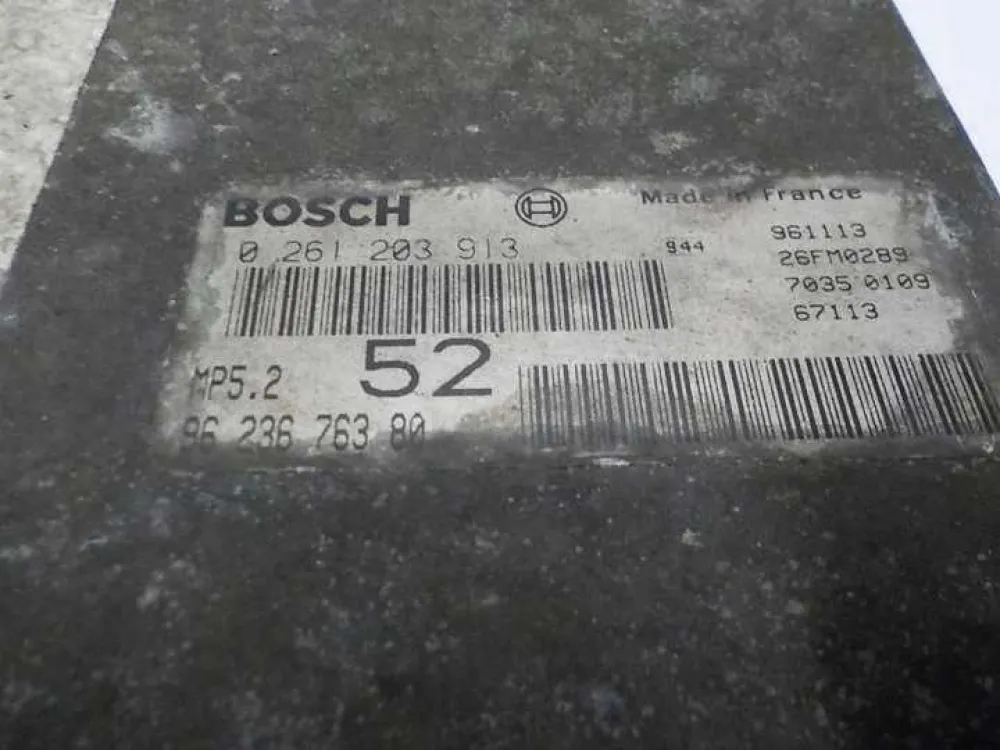 BOSCH
Made in France
0 261 203 913
944
961113
26FM0289
7035 0109
67113
MP5.2
52
96 236 763 80